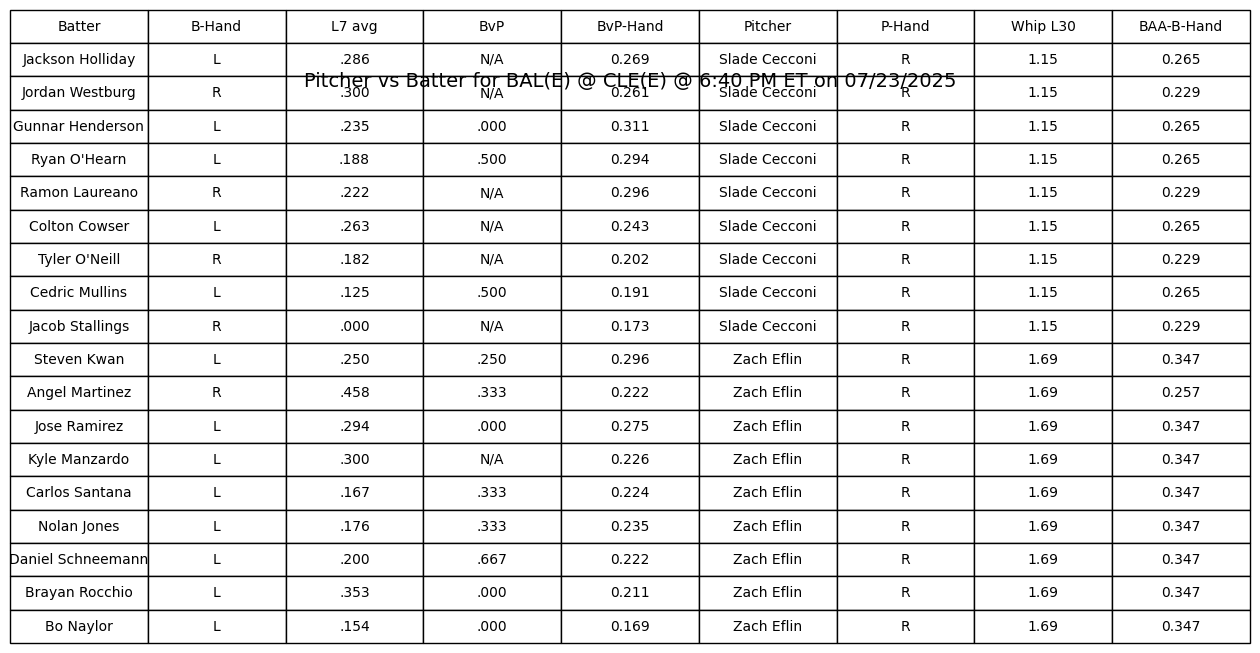 Batter B-Hand L7 avg BvP BvP-Hand Pitcher P-Hand Whip L30 BAA-B-Hand
Jackson Holliday L .286 N/A 0.269 Slade Cecconi R 1.15 0.265
Pitcher vs Batter for BAL(E) @ CLE(E) @ 6:40 PM ET on 07/23/2025
Jordan Westburg R .300 N/A 0.261 Slade Cecconi R 1.15 0.229
Gunnar Henderson L .235 .000 0.311 Slade Cecconi R 1.15 0.265
Ryan O'Hearn L .188 .500 0.294 Slade Cecconi R 1.15 0.265
Ramon Laureano R .222 N/A 0.296 Slade Cecconi R 1.15 0.229
Colton Cowser L .263 N/A 0.243 Slade Cecconi R 1.15 0.265
Tyler O'Neill R .182 N/A 0.202 Slade Cecconi R 1.15 0.229
Cedric Mullins L .125 .500 0.191 Slade Cecconi R 1.15 0.265
Jacob Stallings R .000 N/A 0.173 Slade Cecconi R 1.15 0.229
Steven Kwan L .250 .250 0.296 Zach Eflin R 1.69 0.347
Angel Martinez R .458 .333 0.222 Zach Eflin R 1.69 0.257
Jose Ramirez L .294 .000 0.275 Zach Eflin R 1.69 0.347
Kyle Manzardo L .300 N/A 0.226 Zach Eflin R 1.69 0.347
Carlos Santana L .167 .333 0.224 Zach Eflin R 1.69 0.347
Nolan Jones L .176 .333 0.235 Zach Eflin R 1.69 0.347
Daniel Schneemann L .200 .667 0.222 Zach Eflin R 1.69 0.347
Brayan Rocchio L .353 .000 0.211 Zach Eflin R 1.69 0.347
Bo Naylor L .154 .000 0.169 Zach Eflin R 1.69 0.347